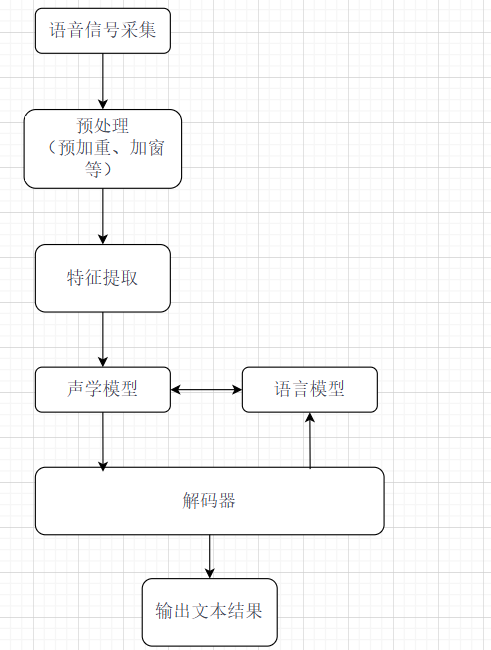 语音信号采集
预处理
（预加重、加窗
等）
特征提取
声学模型
语言模型
解码器
输出文本结果